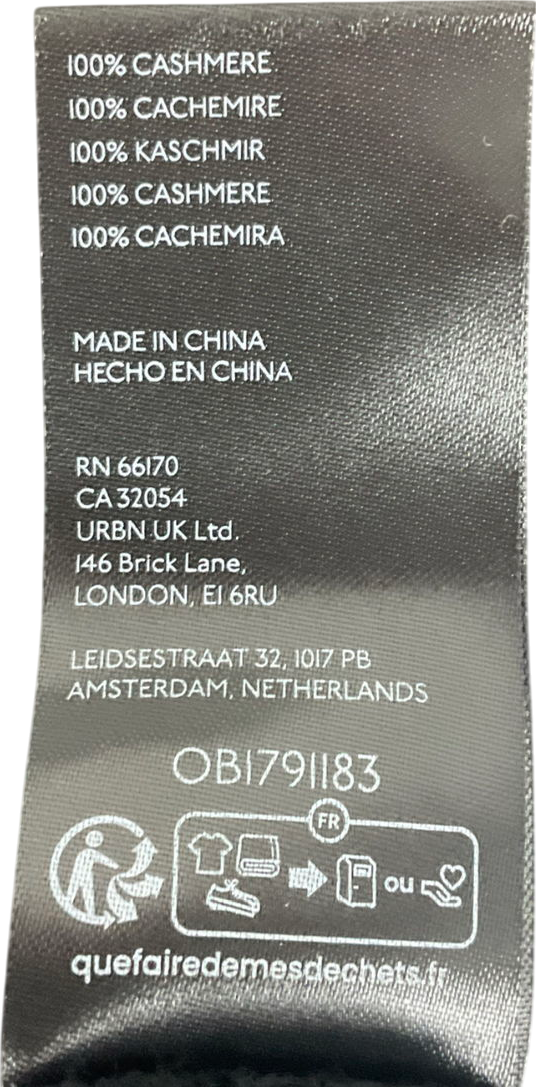 100% CASHMERE
100% CACHEMIRE
100% KASCHMIR
100% CASHMERE
100% CACHEMIRA
MADE IN CHINA
HECHO EN CHINA
RN 66170
CA 32054
URBN UK Ltd.
146 Brick Lane,
LONDON, E1 6RU
LEIDSESTRAAT 32, 1017 PB
AMSTERDAM, NETHERLANDS
OB1791183
FR
ou
quefairedemesdechets.fr